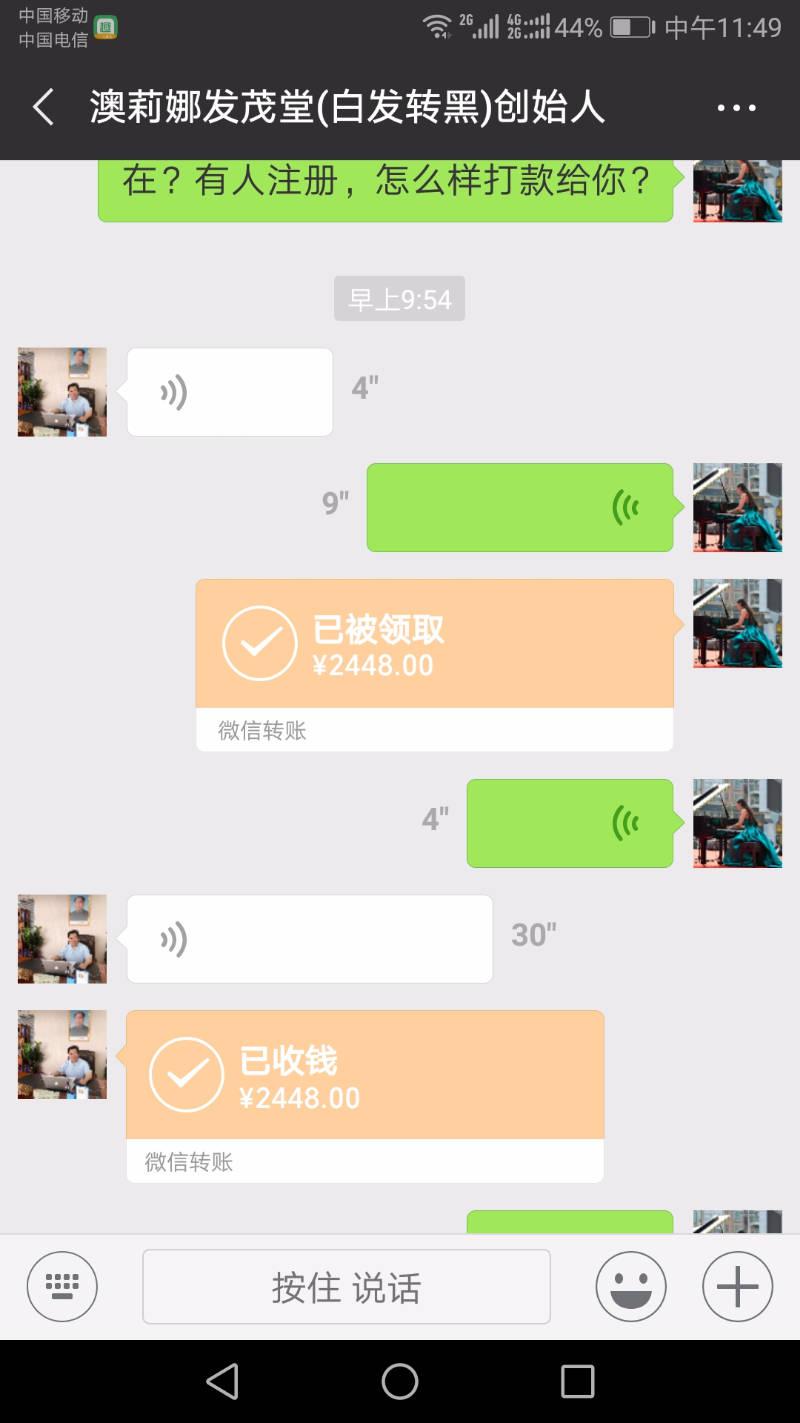 中国移动
中国电信
2G 4G 2G 44% 中午11:49
澳莉娜发茂堂(白发转黑)创始人
在？有人注册，怎么样打款给你？
早上9:54
4"
9"
已被领取
¥2448.00
微信转账
4"
30"
已收钱
¥2448.00
微信转账
按住 说话